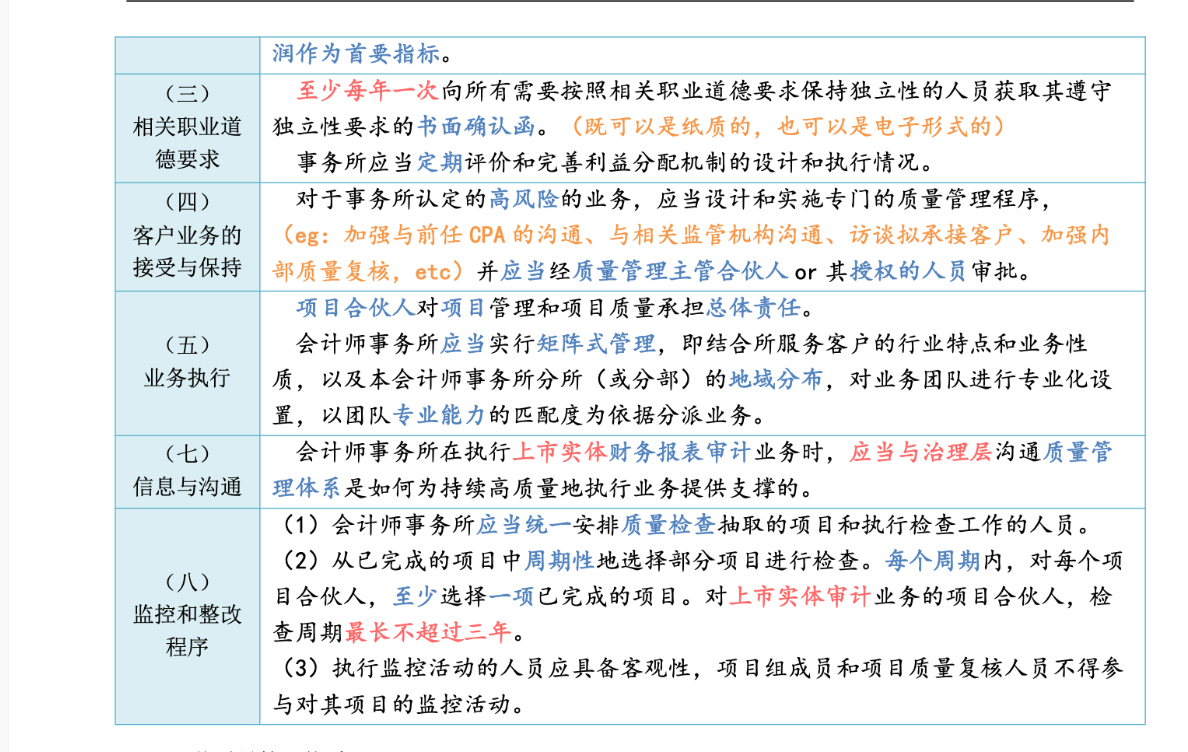 润作为首要指标。
（三）
相关职业道
德要求
至少每年一次向所有需要按照相关职业道德要求保持独立性的人员获取其遵守
独立性要求的书面确认函。（既可以是纸质的，也可以是电子形式的）
事务所应当定期评价和完善利益分配机制的设计和执行情况。
（四）
客户业务的
接受与保持
对于事务所认定的高风险的业务，应当设计和实施专门的质量管理程序，
（eg：加强与前任 CPA 的沟通、与相关监管机构沟通、访谈拟承接客户、加强内
部质量复核，etc）并应当经质量管理主管合伙人 or 其授权的人员审批。
（五）
业务执行
项目合伙人对项目管理和项目质量承担总体责任。
会计师事务所应当实行矩阵式管理，即结合所服务客户的行业特点和业务性
质，以及本会计师事务所分所（或分部）的地域分布，对业务团队进行专业化设
置，以团队专业能力的匹配度为依据分派业务。
（七）
信息与沟通
会计师事务所在执行上市实体财务报表审计业务时，应当与治理层沟通质量管
理体系是如何为持续高质量地执行业务提供支撑的。
（八）
监控和整改
程序
（1）会计师事务所应当统一安排质量检查抽取的项目和执行检查工作的人员。
（2）从已完成的项目中周期性地选择部分项目进行检查。每个周期内，对每个项
目合伙人，至少选择一项已完成的项目。对上市实体审计业务的项目合伙人，检
查周期最长不超过三年。
（3）执行监控活动的人员应具备客观性，项目组成员和项目质量复核人员不得参
与对其项目的监控活动。